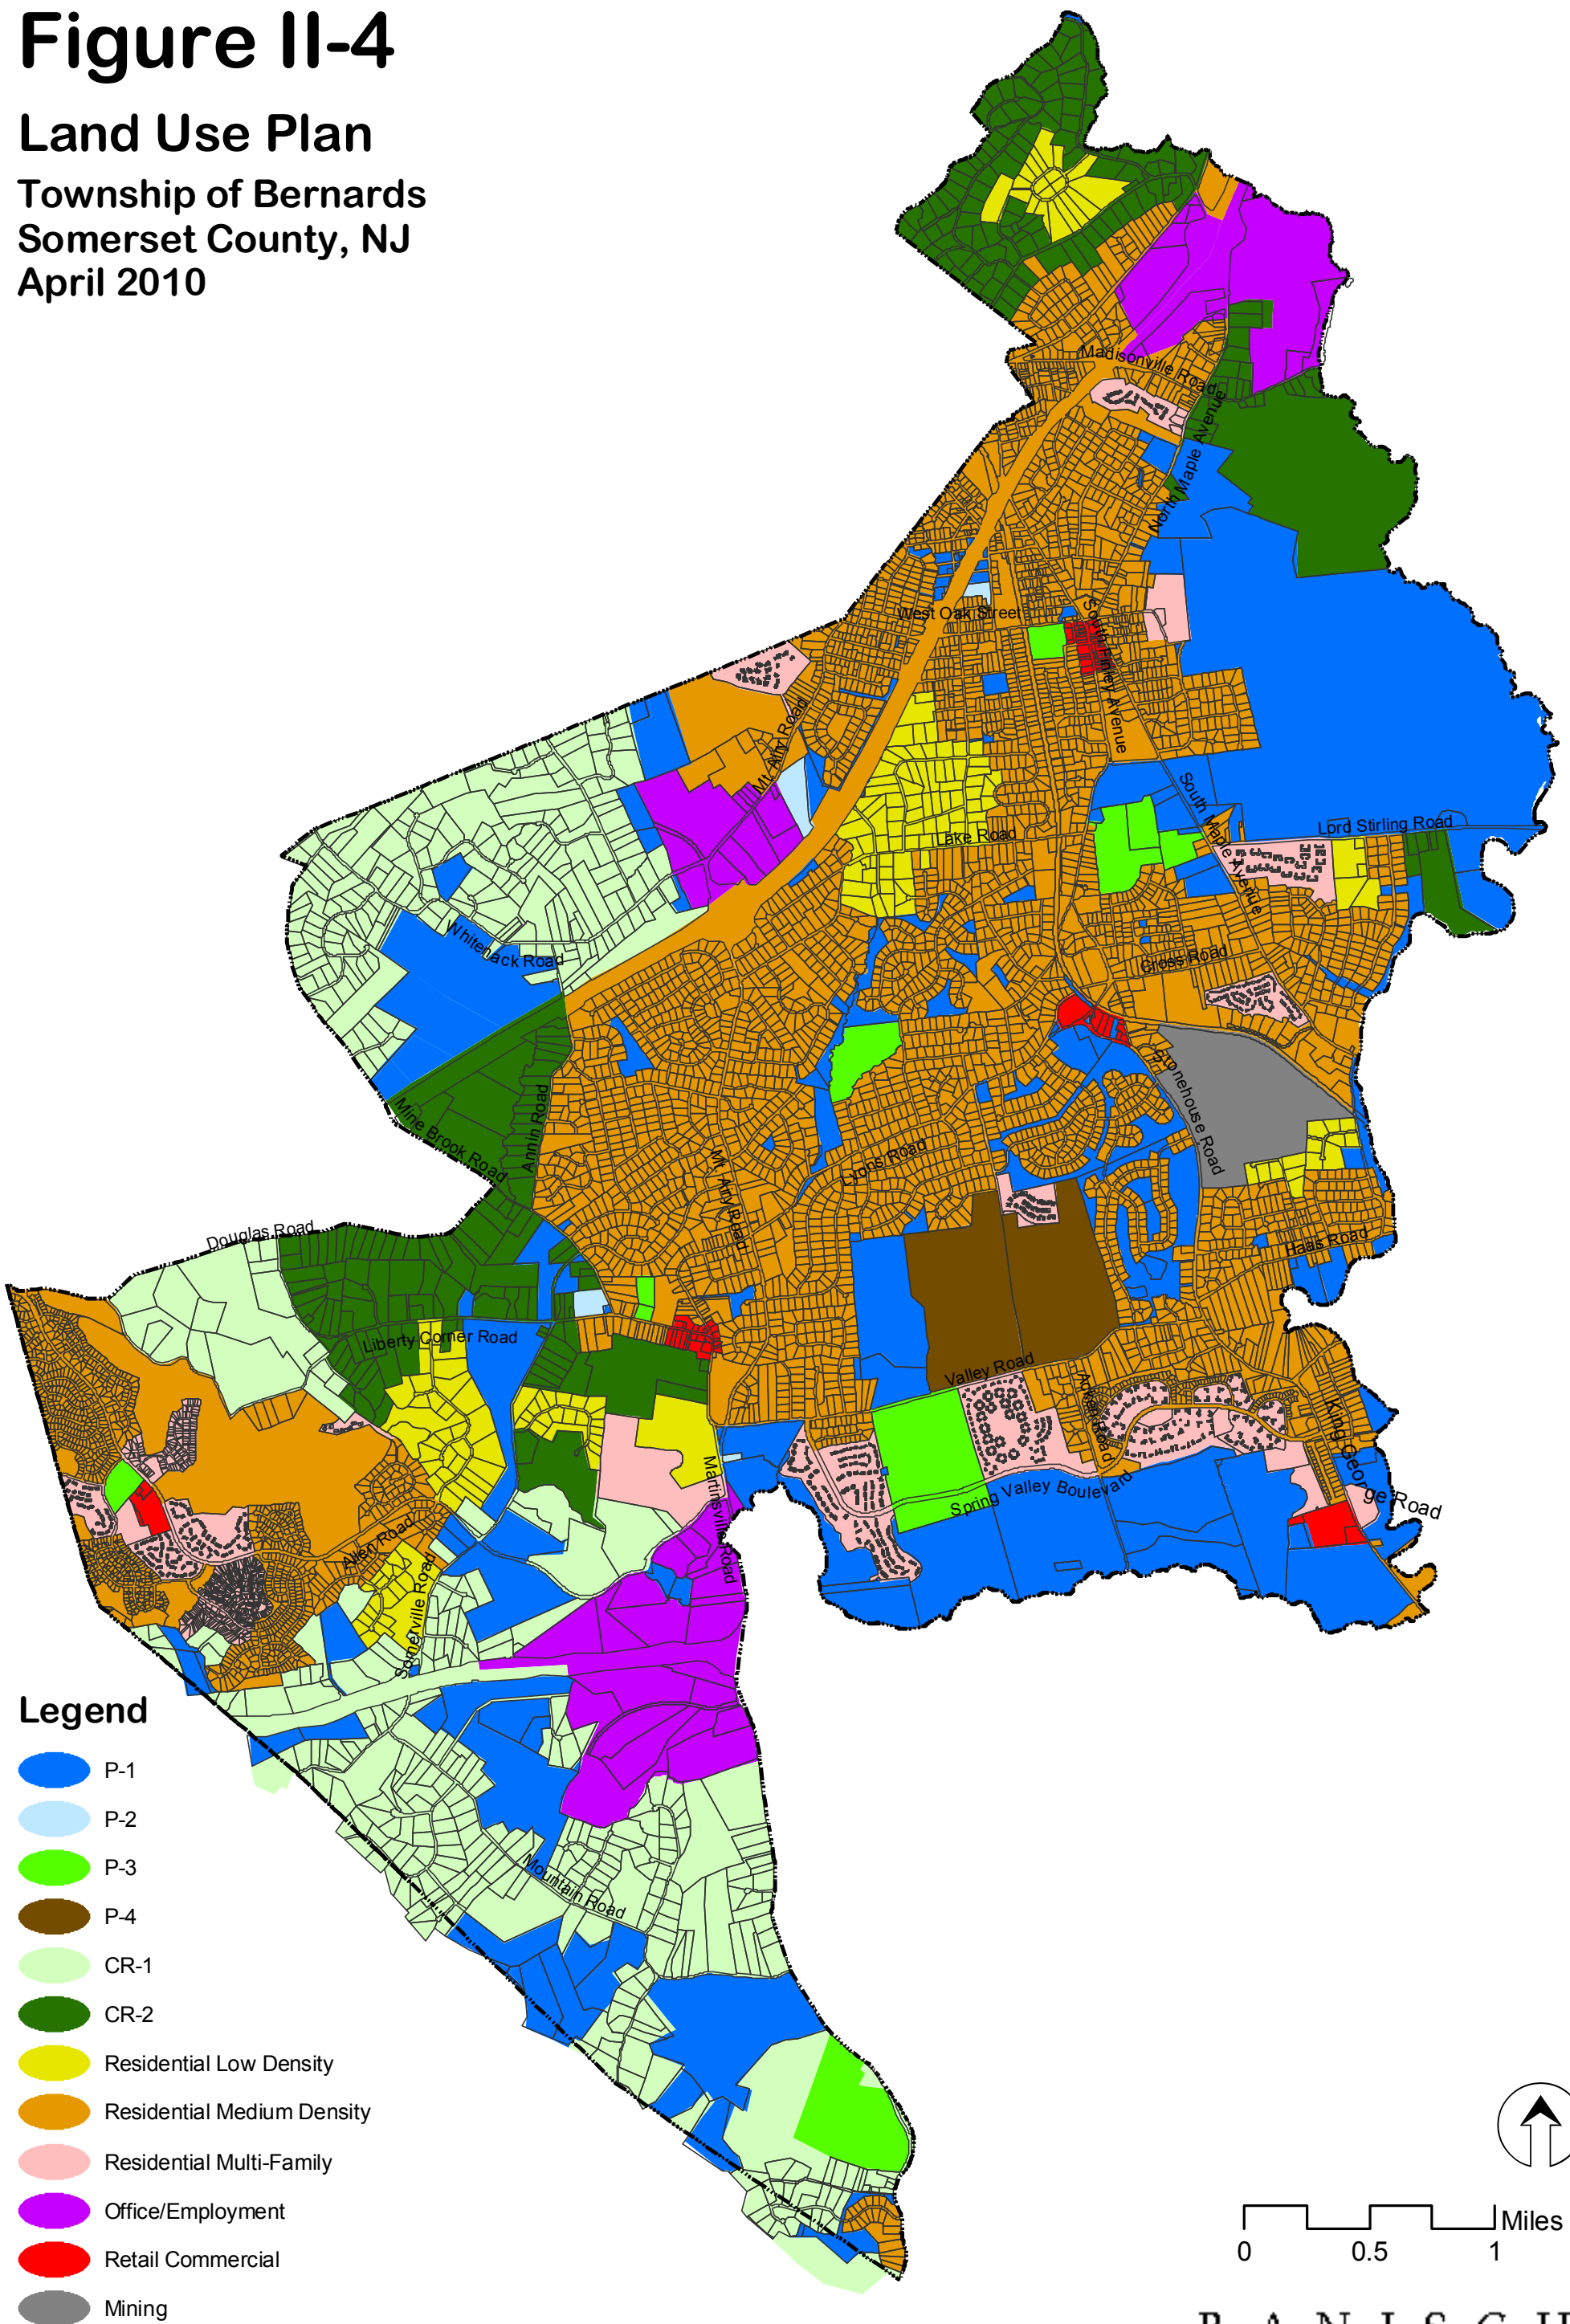 Figure II-4
Land Use Plan
Township of Bernards
Somerset County, NJ
April 2010
Madisonville Road
North Maple Avenue
West Oak Street
South Finley Avenue
Mt. Airy Road
South Maple Avenue
Lake Road
Lord Stirling Road
Whitenack Road
Cross Road
Stonehouse Road
Mine Brook Road
Annin Road
Mt. Airy Road
Lyons Road
Douglas Road
Haas Road
Liberty Corner Road
Valley Road
Acken Road
King George Road
Martinsville Road
Spring Valley Boulevard
Allen Road
Somerville Road
Mountain Road
Legend
P-1
P-2
P-3
P-4
CR-1
CR-2
Residential Low Density
Residential Medium Density
Residential Multi-Family
Office/Employment
Retail Commercial
Mining
Miles
0 0.5 1